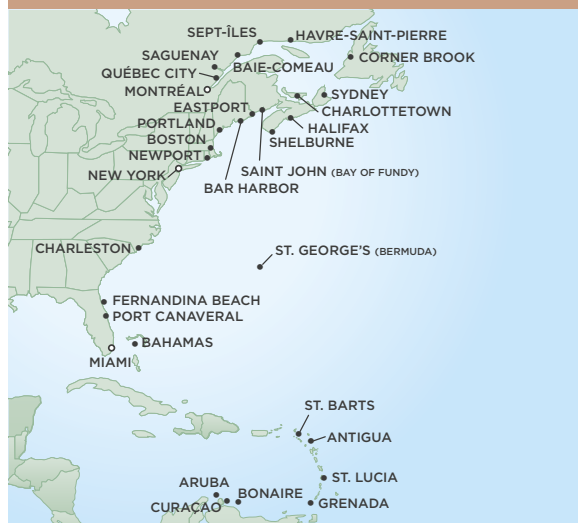 SEPT-ÎLES
HAVRE-SAINT-PIERRE
SAGUENAY
BAIE-COMEAU
CORNER BROOK
QUÉBEC CITY
MONTRÉAL
SYDNEY
EASTPORT
CHARLOTTETOWN
PORTLAND
HALIFAX
BOSTON
SHELBURNE
NEWPORT
SAINT JOHN (BAY OF FUNDY)
NEW YORK
BAR HARBOR
CHARLESTON
ST. GEORGE'S (BERMUDA)
FERNANDINA BEACH
PORT CANAVERAL
BAHAMAS
MIAMI
ST. BARTS
ANTIGUA
ST. LUCIA
ARUBA
BONAIRE
CURAÇAO
GRENADA